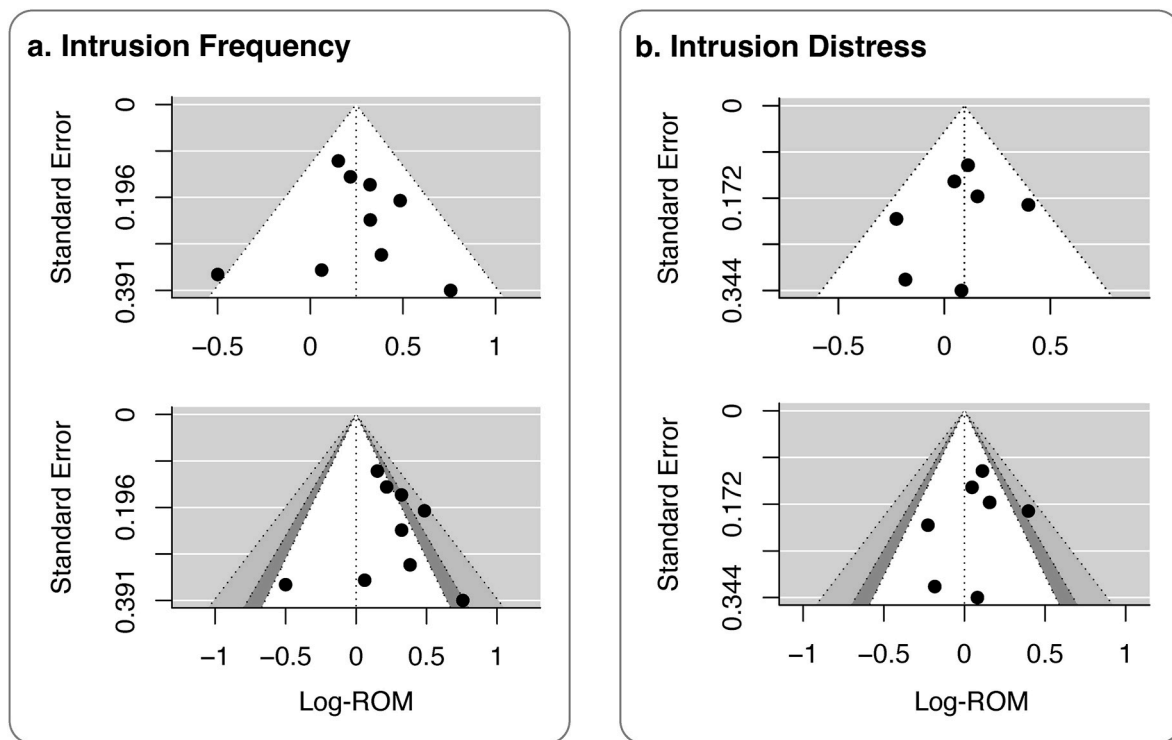 a. Intrusion Frequency
Standard Error
0
0.196
0.391
−0.5 0 0.5 1
Standard Error
0
0.196
0.391
−1 −0.5 0 0.5 1
Log-ROM
b. Intrusion Distress
Standard Error
0
0.172
0.344
−0.5 0 0.5
Standard Error
0
0.172
0.344
−1 −0.5 0 0.5 1
Log-ROM